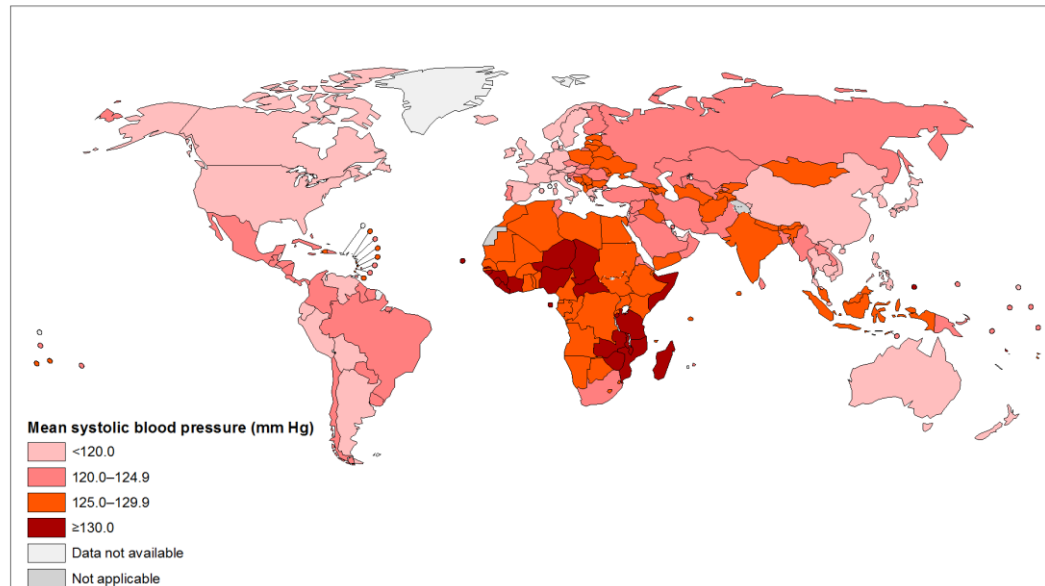 Mean systolic blood pressure (mm Hg)
<120.0
120.0–124.9
125.0–129.9
≥130.0
Data not available
Not applicable